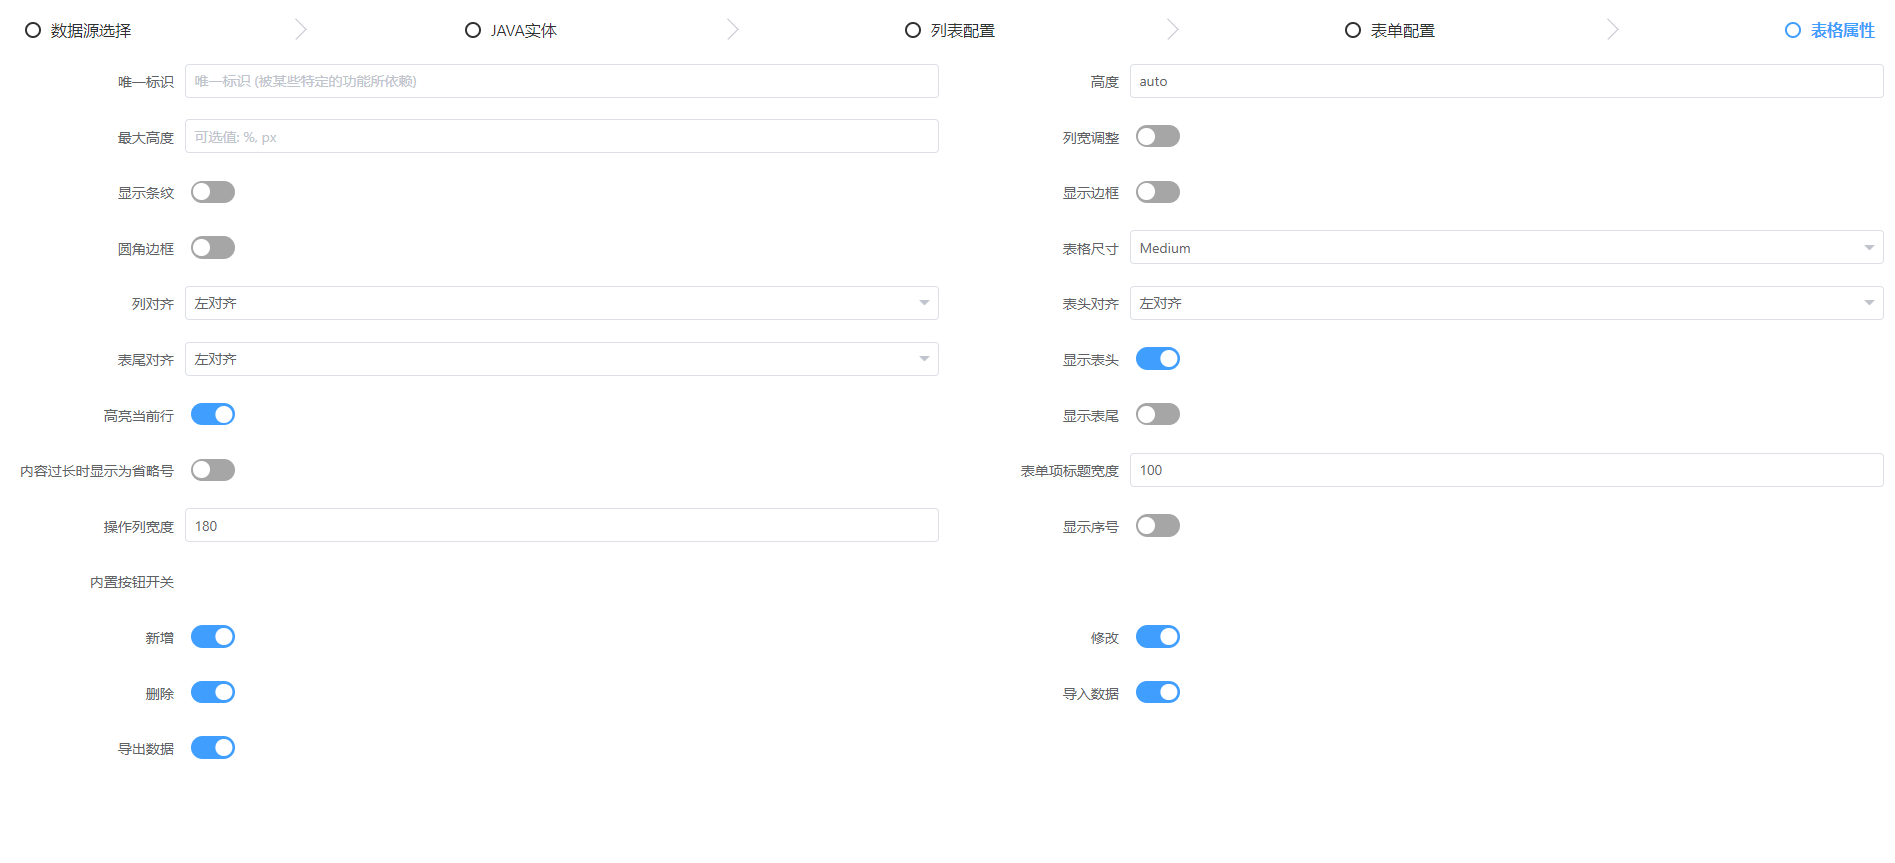 数据源选择 JAVA实体 列表配置 表单配置 表格属性
唯一标识 唯一标识 (被某些特定的功能所依赖) 高度 auto
最大高度 可选值; %, px 列宽调整
显示条纹 显示边框
圆角边框 表格尺寸 Medium
列对齐 左对齐 表头对齐 左对齐
表尾对齐 左对齐 显示表头
高亮当前行 显示表尾
内容过长时显示为省略号 表单项标题宽度 100
操作列宽度 180 显示序号
内置按钮开关
新增 修改
删除 导入数据
导出数据